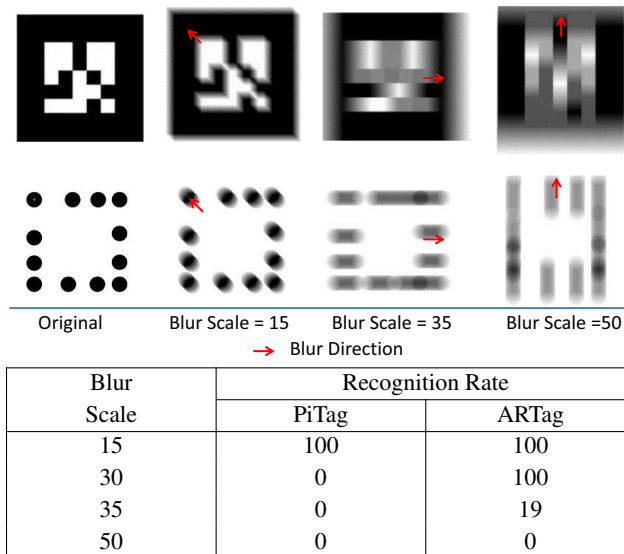 Original Blur Scale = 15 Blur Scale = 35 Blur Scale =50
Blur Direction
Blur Recognition Rate
Scale PiTag ARTag
15 100 100
30 0 100
35 0 19
50 0 0